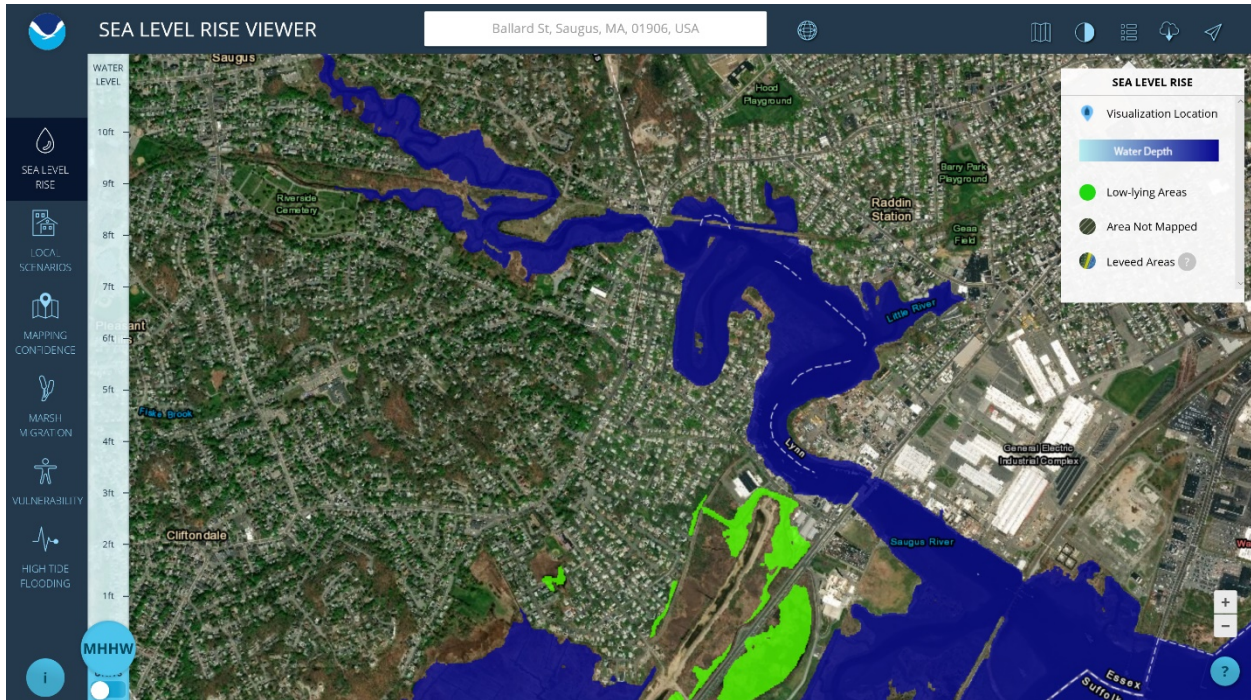 SEA LEVEL RISE VIEWER
Ballard St, Saugus, MA, 01906, USA
WATER
LEVEL
10ft
9ft
8ft
7ft
6ft
5ft
4ft
3ft
2ft
1ft
MHHW
SEA LEVEL
RISE
LOCAL
SCENARIOS
MAPPING
CONFIDENCE
MARSH
MIGRATION
VULNERABILITY
HIGH TIDE
FLOODING
i
Saugus
Hood
Playground
Barry Park
Playground
Raddin
Station
Gaea
Field
Riverside
Cemetery
Little River
Pleasant
Fiske Brook
Lynn
General Electric
Industrial Complex
Cliftondale
Saugus River
Essex
SEA LEVEL RISE
Visualization Location
Water Depth
Low-lying Areas
Area Not Mapped
Leveed Areas ?
+
−
?